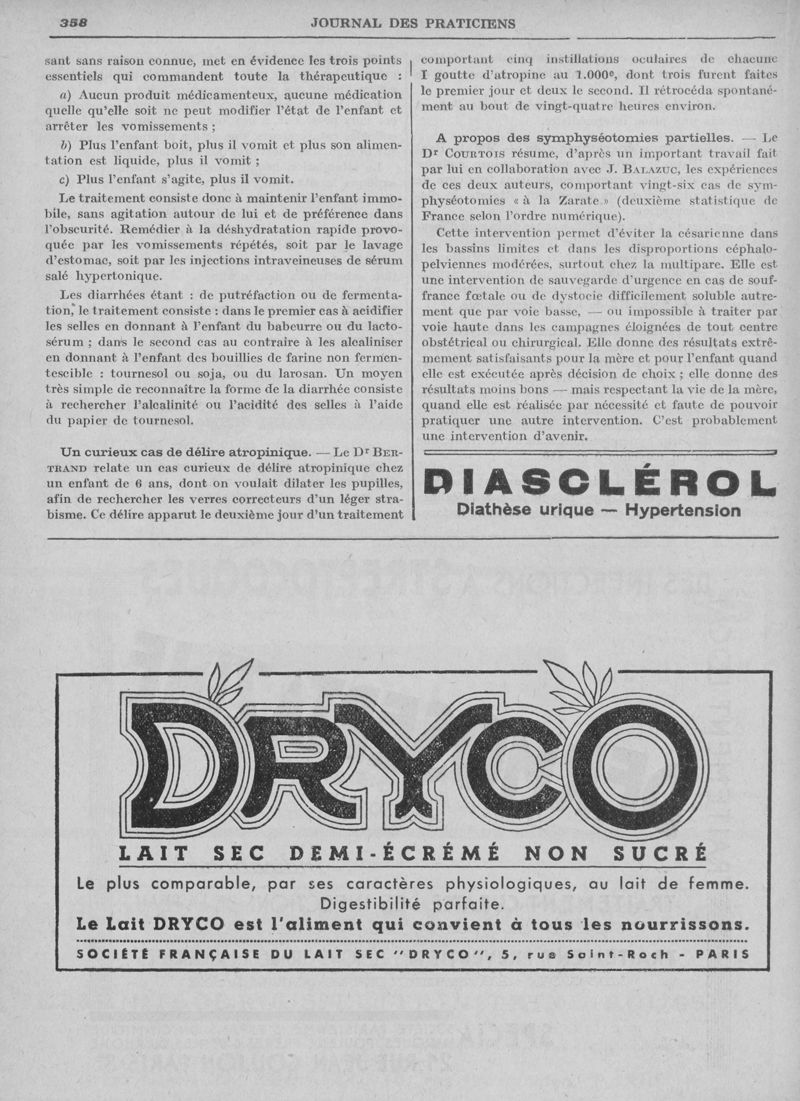 358
JOURNAL DES PRATICIENS
sant sans raison connue, met en évidence les trois points
essentiels qui commandent toute la thérapeutique :
a) Aucun produit médicamenteux, aucune médication
quelle qu'elle soit ne peut modifier l'état de l'enfant et
arrêter les vomissements ;
b) Plus l'enfant boit, plus il vomit et plus son alimen-
tation est liquide, plus il vomit ;
c) Plus l'enfant s'agite, plus il vomit.
Le traitement consiste donc à maintenir l'enfant immo-
bile, sans agitation autour de lui et de préférence dans
l'obscurité. Remédier à la déshydratation rapide provo-
quée par les vomissements répétés, soit par le lavage
d'estomac, soit par les injections intraveineuses de sérum
salé hypertonique.
Les diarrhées étant : de putréfaction ou de fermenta-
tion, le traitement consiste : dans le premier cas à acidifier
les selles en donnant à l'enfant du babeurre ou du lacto-
sérum ; dans le second cas au contraire à les alcaliniser
en donnant à l'enfant des bouillies de farine non fermen-
tescible : tournesol ou soja, ou du larosan. Un moyen
très simple de reconnaître la forme de la diarrhée consiste
à rechercher l'alcalinité ou l'acidité des selles à l'aide
du papier de tournesol.
Un curieux cas de délire atropinique. — Le Dr BER-
TRAND relate un cas curieux de délire atropinique chez
un enfant de 6 ans, dont on voulait dilater les pupilles,
afin de rechercher les verres correcteurs d'un léger stra-
bisme. Ce délire apparut le deuxième jour d'un traitement
comportant cinq instillations oculaires de chacune
I goutte d'atropine au 1.000e, dont trois furent faites
le premier jour et deux le second. Il rétrocéda spontané-
ment au bout de vingt-quatre heures environ.
A propos des symphyséotomies partielles. — Le
Dr COURTOIS résume, d'après un important travail fait
par lui en collaboration avec J. BALAZUC, les expériences
de ces deux auteurs, comportant vingt-six cas de sym-
physéotomies « à la Zarate » (deuxième statistique de
France selon l'ordre numérique).
Cette intervention permet d'éviter la césarienne dans
les bassins limites et dans les disproportions céphalo-
pelviennes modérées, surtout chez la multipare. Elle est
une intervention de sauvegarde d'urgence en cas de souf-
france fœtale ou de dystocie difficilement soluble autre-
ment que par voie basse, — ou impossible à traiter par
voie haute dans les campagnes éloignées de tout centre
obstétrical ou chirurgical. Elle donne des résultats extrê-
mement satisfaisants pour la mère et pour l'enfant quand
elle est exécutée après décision de choix ; elle donne des
résultats moins bons — mais respectant la vie de la mère,
quand elle est réalisée par nécessité et faute de pouvoir
pratiquer une autre intervention. C'est probablement
une intervention d'avenir.
DIASCLÉROL
Diathèse urique — Hypertension
DRYCO
LAIT SEC DEMI-ÉCRÉMÉ NON SUCRÉ
Le plus comparable, par ses caractères physiologiques, au lait de femme.
Digestibilité parfaite.
Le Lait DRYCO est l'aliment qui convient à tous les nourrissons.
SOCIÉTÉ FRANÇAISE DU LAIT SEC "DRYCO", 5, rue Saint-Roch - PARIS